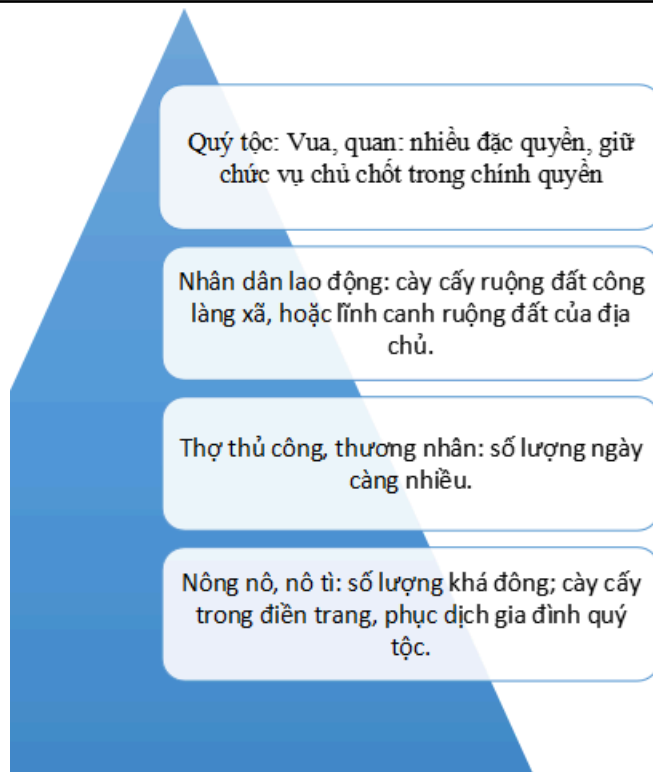 Quý tộc: Vua, quan: nhiều đặc quyền, giữ
chức vụ chủ chốt trong chính quyền
Nhân dân lao động: cày cấy ruộng đất công
làng xã, hoặc lĩnh canh ruộng đất của địa
chủ.
Thợ thủ công, thương nhân: số lượng ngày
càng nhiều.
Nông nô, nô tì: số lượng khá đông; cày cấy
trong điền trang, phục dịch gia đình quý
tộc.